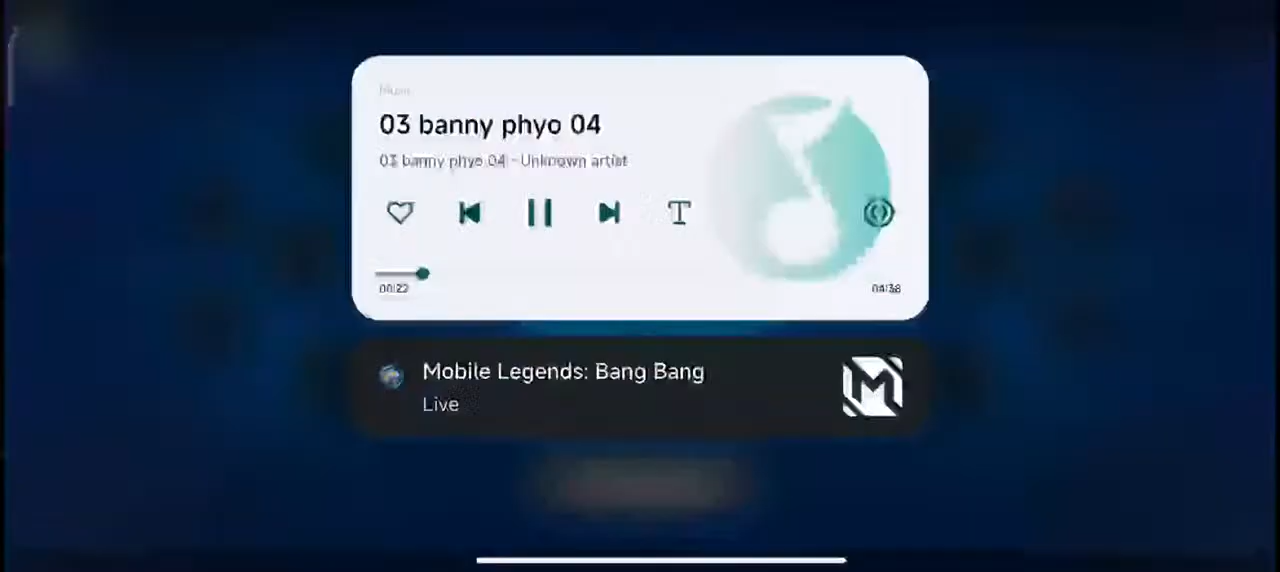 Music
03 banny phyo 04
03 banny phyo 04 - Unknown artist
T
00:22
04:38
Mobile Legends: Bang Bang
Live
M